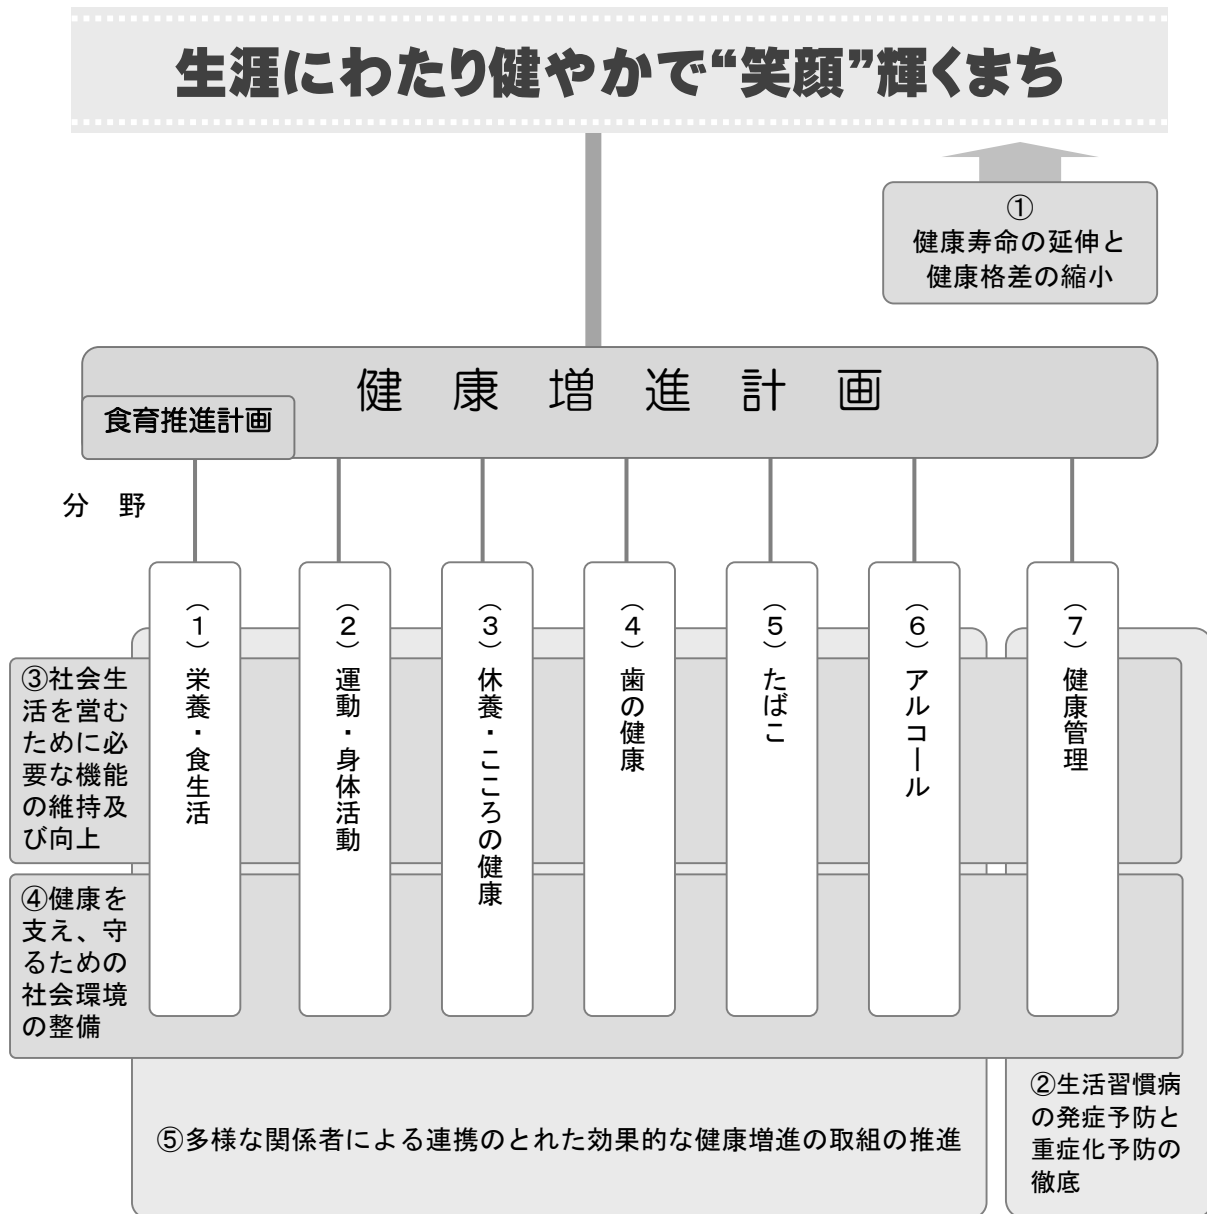 生涯にわたり健やかで“笑顔”輝くまち
①
健康寿命の延伸と
健康格差の縮小
健康増進計画
食育推進計画
分野
（１）栄養・食生活
（２）運動・身体活動
（３）休養・こころの健康
（４）歯の健康
（５）たばこ
（６）アルコール
（７）健康管理
③社会生
活を営む
ために必
要な機能
の維持及
び向上
④健康を
支え、守
るための
社会環境
の整備
⑤多様な関係者による連携のとれた効果的な健康増進の取組の推進
②生活習慣病
の発症予防と
重症化予防の
徹底